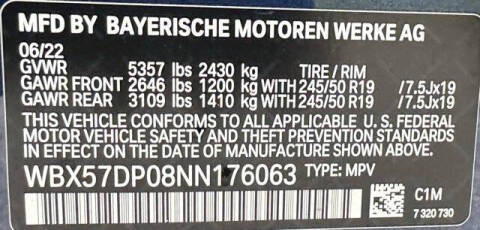 MFD BY BAYERISCHE MOTOREN WERKE AG
06/22
GVWR 5357 lbs 2430 kg TIRE / RIM
GAWR FRONT 2646 lbs 1200 kg WITH 245/50 R19 /7.5Jx19
GAWR REAR 3109 lbs 1410 kg WITH 245/50 R19 /7.5Jx19
THIS VEHICLE CONFORMS TO ALL APPLICABLE U. S. FEDERAL
MOTOR VEHICLE SAFETY AND THEFT PREVENTION STANDARDS
IN EFFECT ON THE DATE OF MANUFACTURE SHOWN ABOVE.
WBX57DP08NN176063 TYPE: MPV
C1M
7 320 730